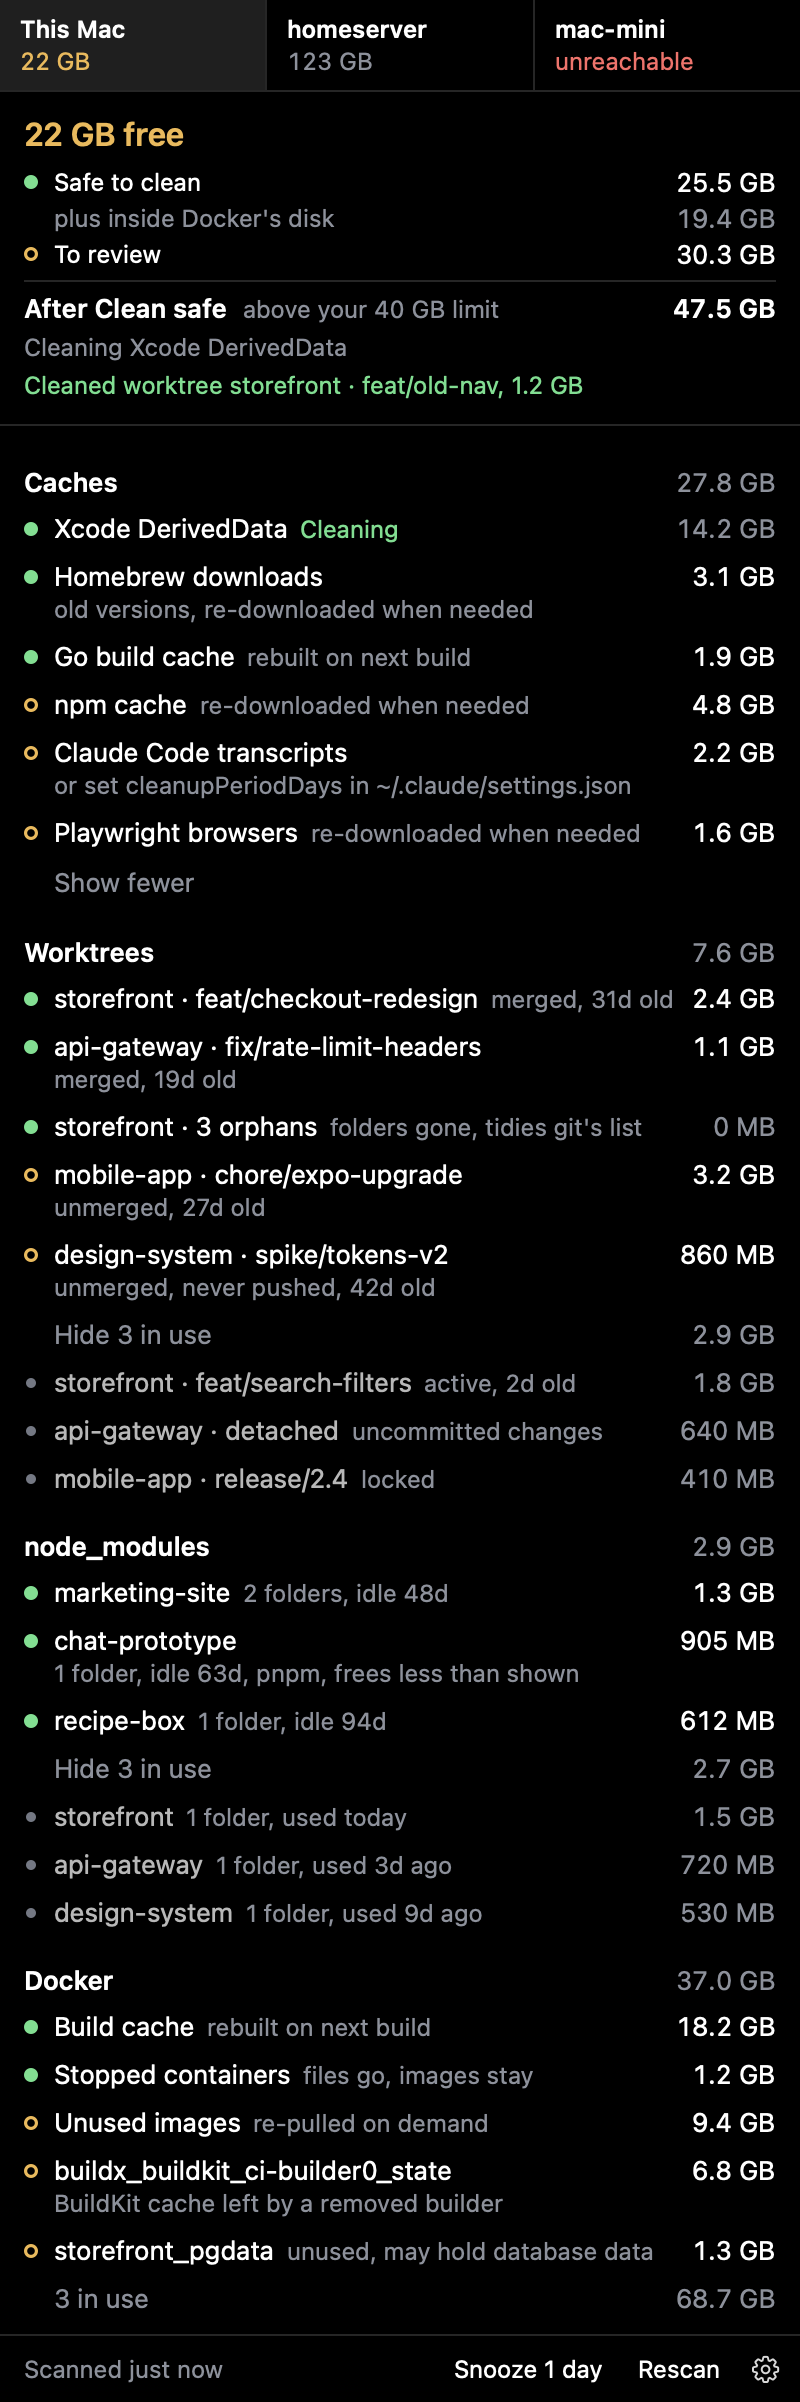 This Mac
22 GB
homeserver
123 GB
mac-mini
unreachable
22 GB free
Safe to clean 25.5 GB
plus inside Docker's disk 19.4 GB
To review 30.3 GB
After Clean safe above your 40 GB limit 47.5 GB
Cleaning Xcode DerivedData
Cleaned worktree storefront · feat/old-nav, 1.2 GB
Caches 27.8 GB
Xcode DerivedData Cleaning 14.2 GB
Homebrew downloads 3.1 GB
old versions, re-downloaded when needed
Go build cache rebuilt on next build 1.9 GB
npm cache re-downloaded when needed 4.8 GB
Claude Code transcripts 2.2 GB
or set cleanupPeriodDays in ~/.claude/settings.json
Playwright browsers re-downloaded when needed 1.6 GB
Show fewer
Worktrees 7.6 GB
storefront · feat/checkout-redesign merged, 31d old 2.4 GB
api-gateway · fix/rate-limit-headers 1.1 GB
merged, 19d old
storefront · 3 orphans folders gone, tidies git's list 0 MB
mobile-app · chore/expo-upgrade 3.2 GB
unmerged, 27d old
design-system · spike/tokens-v2 860 MB
unmerged, never pushed, 42d old
Hide 3 in use 2.9 GB
storefront · feat/search-filters active, 2d old 1.8 GB
api-gateway · detached uncommitted changes 640 MB
mobile-app · release/2.4 locked 410 MB
node_modules 2.9 GB
marketing-site 2 folders, idle 48d 1.3 GB
chat-prototype 905 MB
1 folder, idle 63d, pnpm, frees less than shown
recipe-box 1 folder, idle 94d 612 MB
Hide 3 in use 2.7 GB
storefront 1 folder, used today 1.5 GB
api-gateway 1 folder, used 3d ago 720 MB
design-system 1 folder, used 9d ago 530 MB
Docker 37.0 GB
Build cache rebuilt on next build 18.2 GB
Stopped containers files go, images stay 1.2 GB
Unused images re-pulled on demand 9.4 GB
buildx_buildkit_ci-builder0_state 6.8 GB
BuildKit cache left by a removed builder
storefront_pgdata unused, may hold database data 1.3 GB
3 in use 68.7 GB
Scanned just now Snooze 1 day Rescan